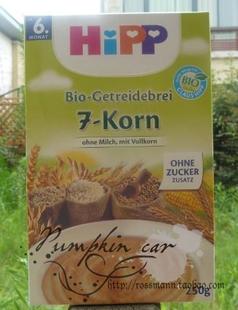 6.
MONAT
HiPP
BIO
Bio-Getreidebrei
7-Korn
ohne Milch, mit Vollkorn
OHNE
ZUCKER
ZUSATZ
Pumpkin car
http://rossmann.taobao.com
250g